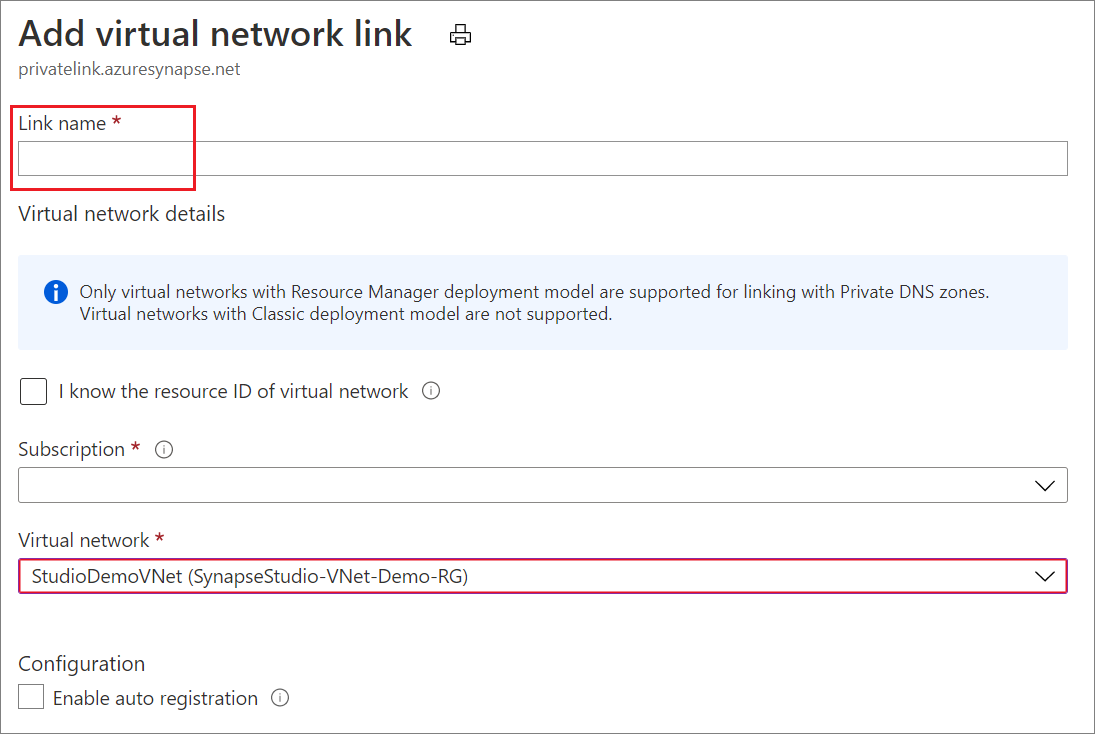 Add virtual network link
privatelink.azuresynapse.net
Link name *
Virtual network details
Only virtual networks with Resource Manager deployment model are supported for linking with Private DNS zones.
Virtual networks with Classic deployment model are not supported.
I know the resource ID of virtual network
Subscription *
Virtual network *
StudioDemoVNet (SynapseStudio-VNet-Demo-RG)
Configuration
Enable auto registration